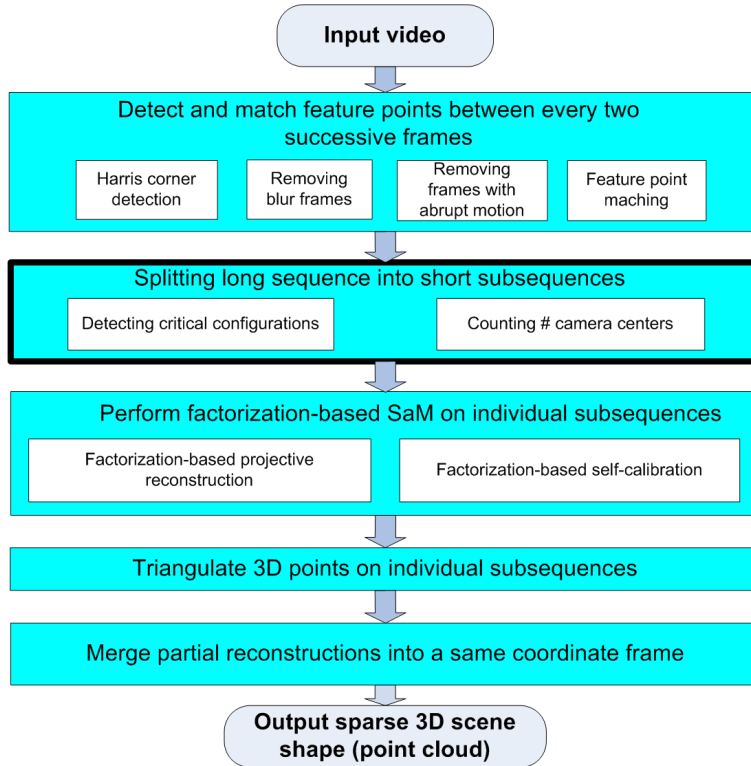 Input video
Detect and match feature points between every two
successive frames
Harris corner
detection
Removing
blur frames
Removing
frames with
abrupt motion
Feature point
maching
Splitting long sequence into short subsequences
Detecting critical configurations
Counting # camera centers
Perform factorization-based SaM on individual subsequences
Factorization-based projective
reconstruction
Factorization-based self-calibration
Triangulate 3D points on individual subsequences
Merge partial reconstructions into a same coordinate frame
Output sparse 3D scene
shape (point cloud)